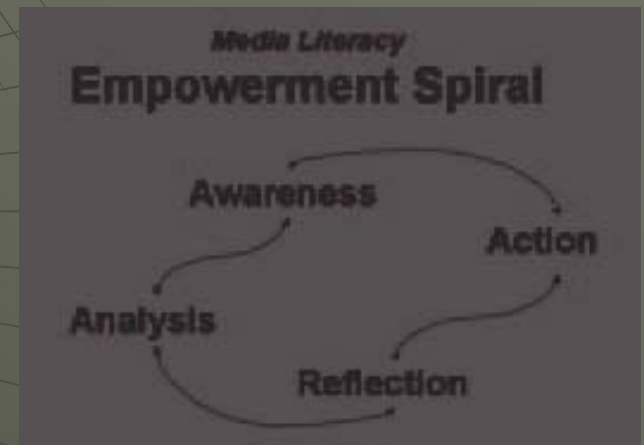 Media Literacy
Empowerment Spiral
Awareness
Action
Analysis
Reflection